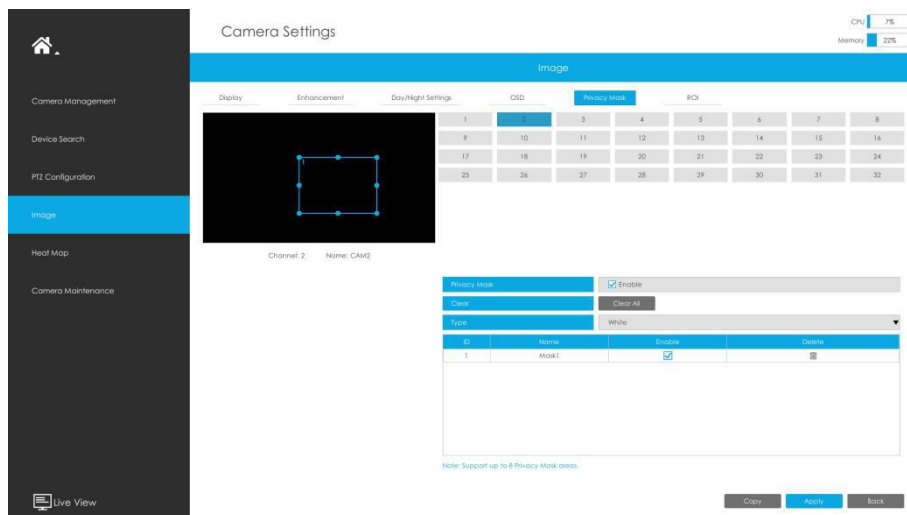 Camera Settings
CPU 7%
Memory 22%
Image
Camera Management
Device Search
PTZ Configuration
Image
Heat Map
Camera Maintenance
Live View
Display Enhancement Day/Night Settings OSD Privacy Mask ROI
1 2 3 4 5 6 7 8
9 10 11 12 13 14 15 16
17 18 19 20 21 22 23 24
25 26 27 28 29 30 31 32
1
Channel: 2 Name: CAM2
Privacy Mask Enable
Clear Clear All
Type White
ID Name Enable Delete
1 Mask1
Note: Support up to 8 Privacy Mask areas.
Copy Apply Back